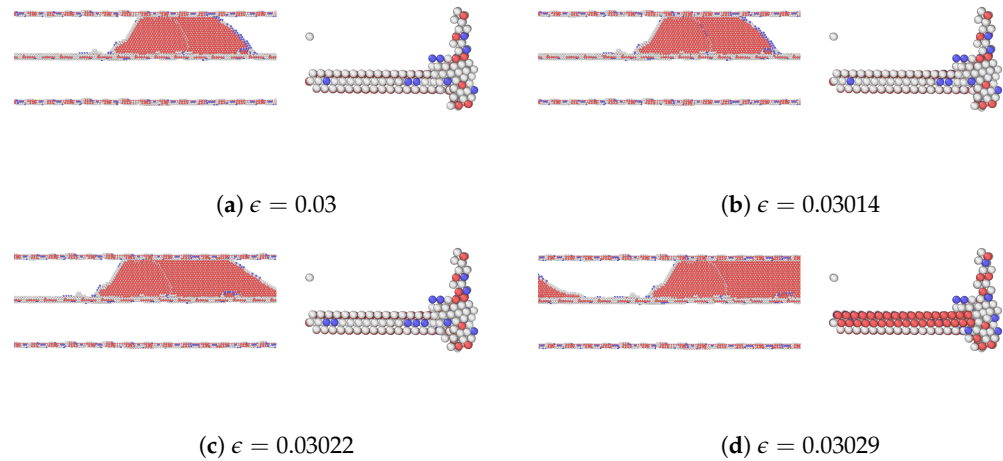 (a) ϵ = 0.03
(b) ϵ = 0.03014
(c) ϵ = 0.03022
(d) ϵ = 0.03029